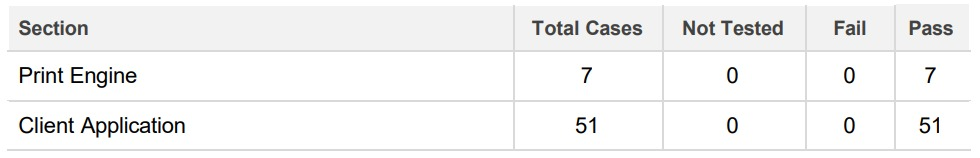 Section Total Cases Not Tested Fail Pass
Print Engine 7 0 0 7
Client Application 51 0 0 51